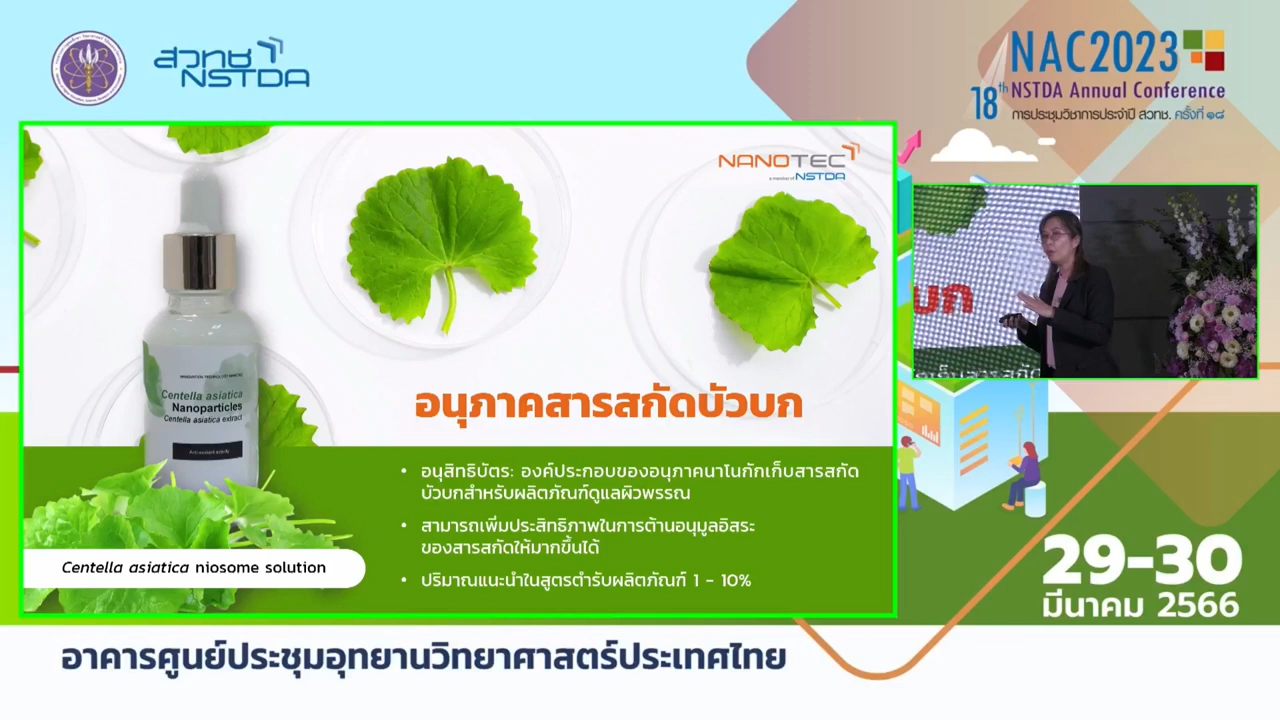 สวทช
NSTDA
NAC2023
18th NSTDA Annual Conference
การประชุมวิชาการประจำปี สวทช. ครั้งที่ ๑๘
NANOTEC
a member of NSTDA
บก
Centella asiatica
Nanoparticles
Centella asiatica extract
Anti-oxidant activity
อนุภาคสารสกัดบัวบก
• อนุสิทธิบัตร: องค์ประกอบของอนุภาคนาโนกักเก็บสารสกัด
บัวบกสำหรับผลิตภัณฑ์ดูแลผิวพรรณ
• สามารถเพิ่มประสิทธิภาพในการต้านอนุมูลอิสระ
ของสารสกัดให้มากขึ้นได้
• ปริมาณแนะนำในสูตรตำรับผลิตภัณฑ์ 1 - 10%
Centella asiatica niosome solution
29-30
มีนาคม 2566
อาคารศูนย์ประชุมอุทยานวิทยาศาสตร์ประเทศไทย